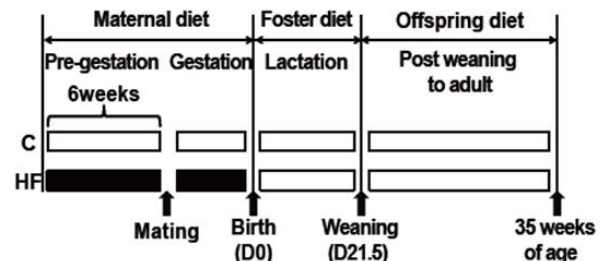 Maternal diet Foster diet Offspring diet
Pre-gestation Gestation Lactation Post weaning
to adult
6weeks
C
HF
Mating Birth Weaning 35 weeks
(D0) (D21.5) of age